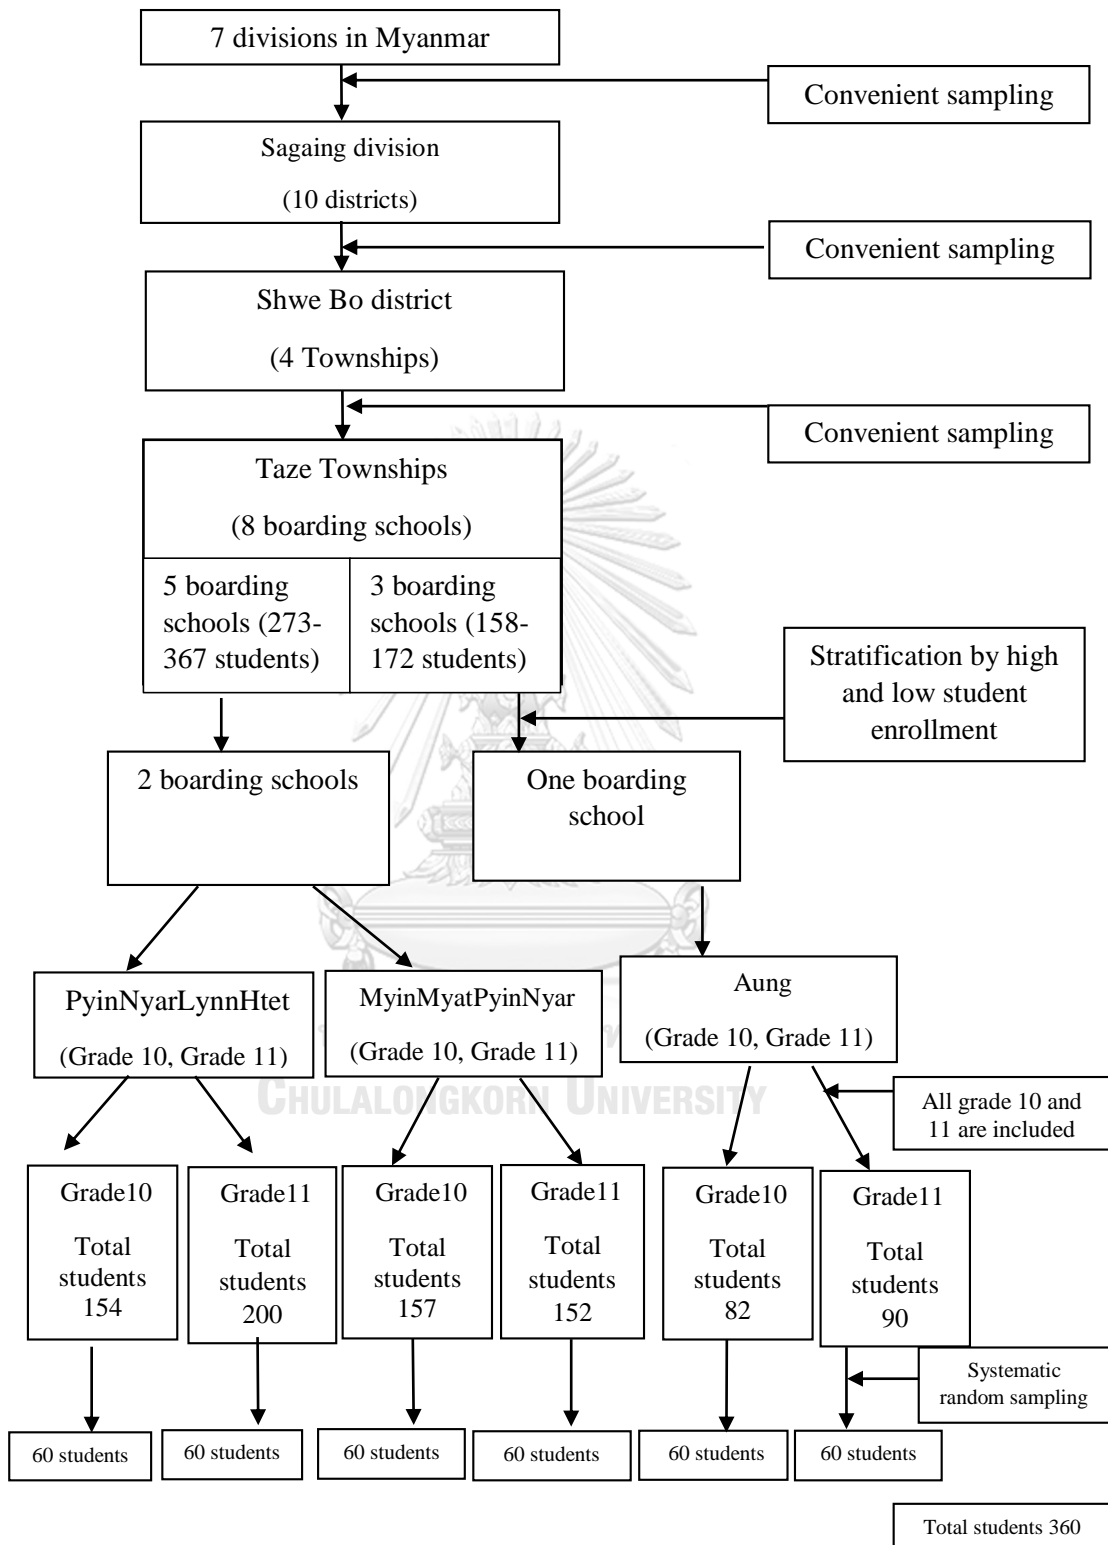 7 divisions in Myanmar
Convenient sampling
Sagaing division
(10 districts)
Convenient sampling
Shwe Bo district
(4 Townships)
Convenient sampling
Taze Townships
(8 boarding schools)
5 boarding
schools (273-
367 students)
3 boarding
schools (158-
172 students)
Stratification by high
and low student
enrollment
2 boarding schools
One boarding
school
PyinNyarLynnHtet
(Grade 10, Grade 11)
MyinMyatPyinNyar
(Grade 10, Grade 11)
Aung
(Grade 10, Grade 11)
CHULALONGKORN UNIVERSITY
All grade 10 and
11 are included
Grade10
Total
students
154
Grade11
Total
students
200
Grade10
Total
students
157
Grade11
Total
students
152
Grade10
Total
students
82
Grade11
Total
students
90
Systematic
random sampling
60 students
60 students
60 students
60 students
60 students
60 students
Total students 360